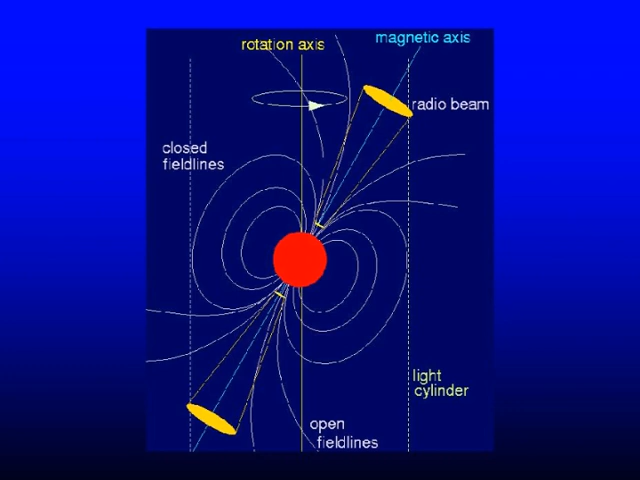 rotation axis
magnetic axis
radio beam
closed
fieldlines
light
cylinder
open
fieldlines